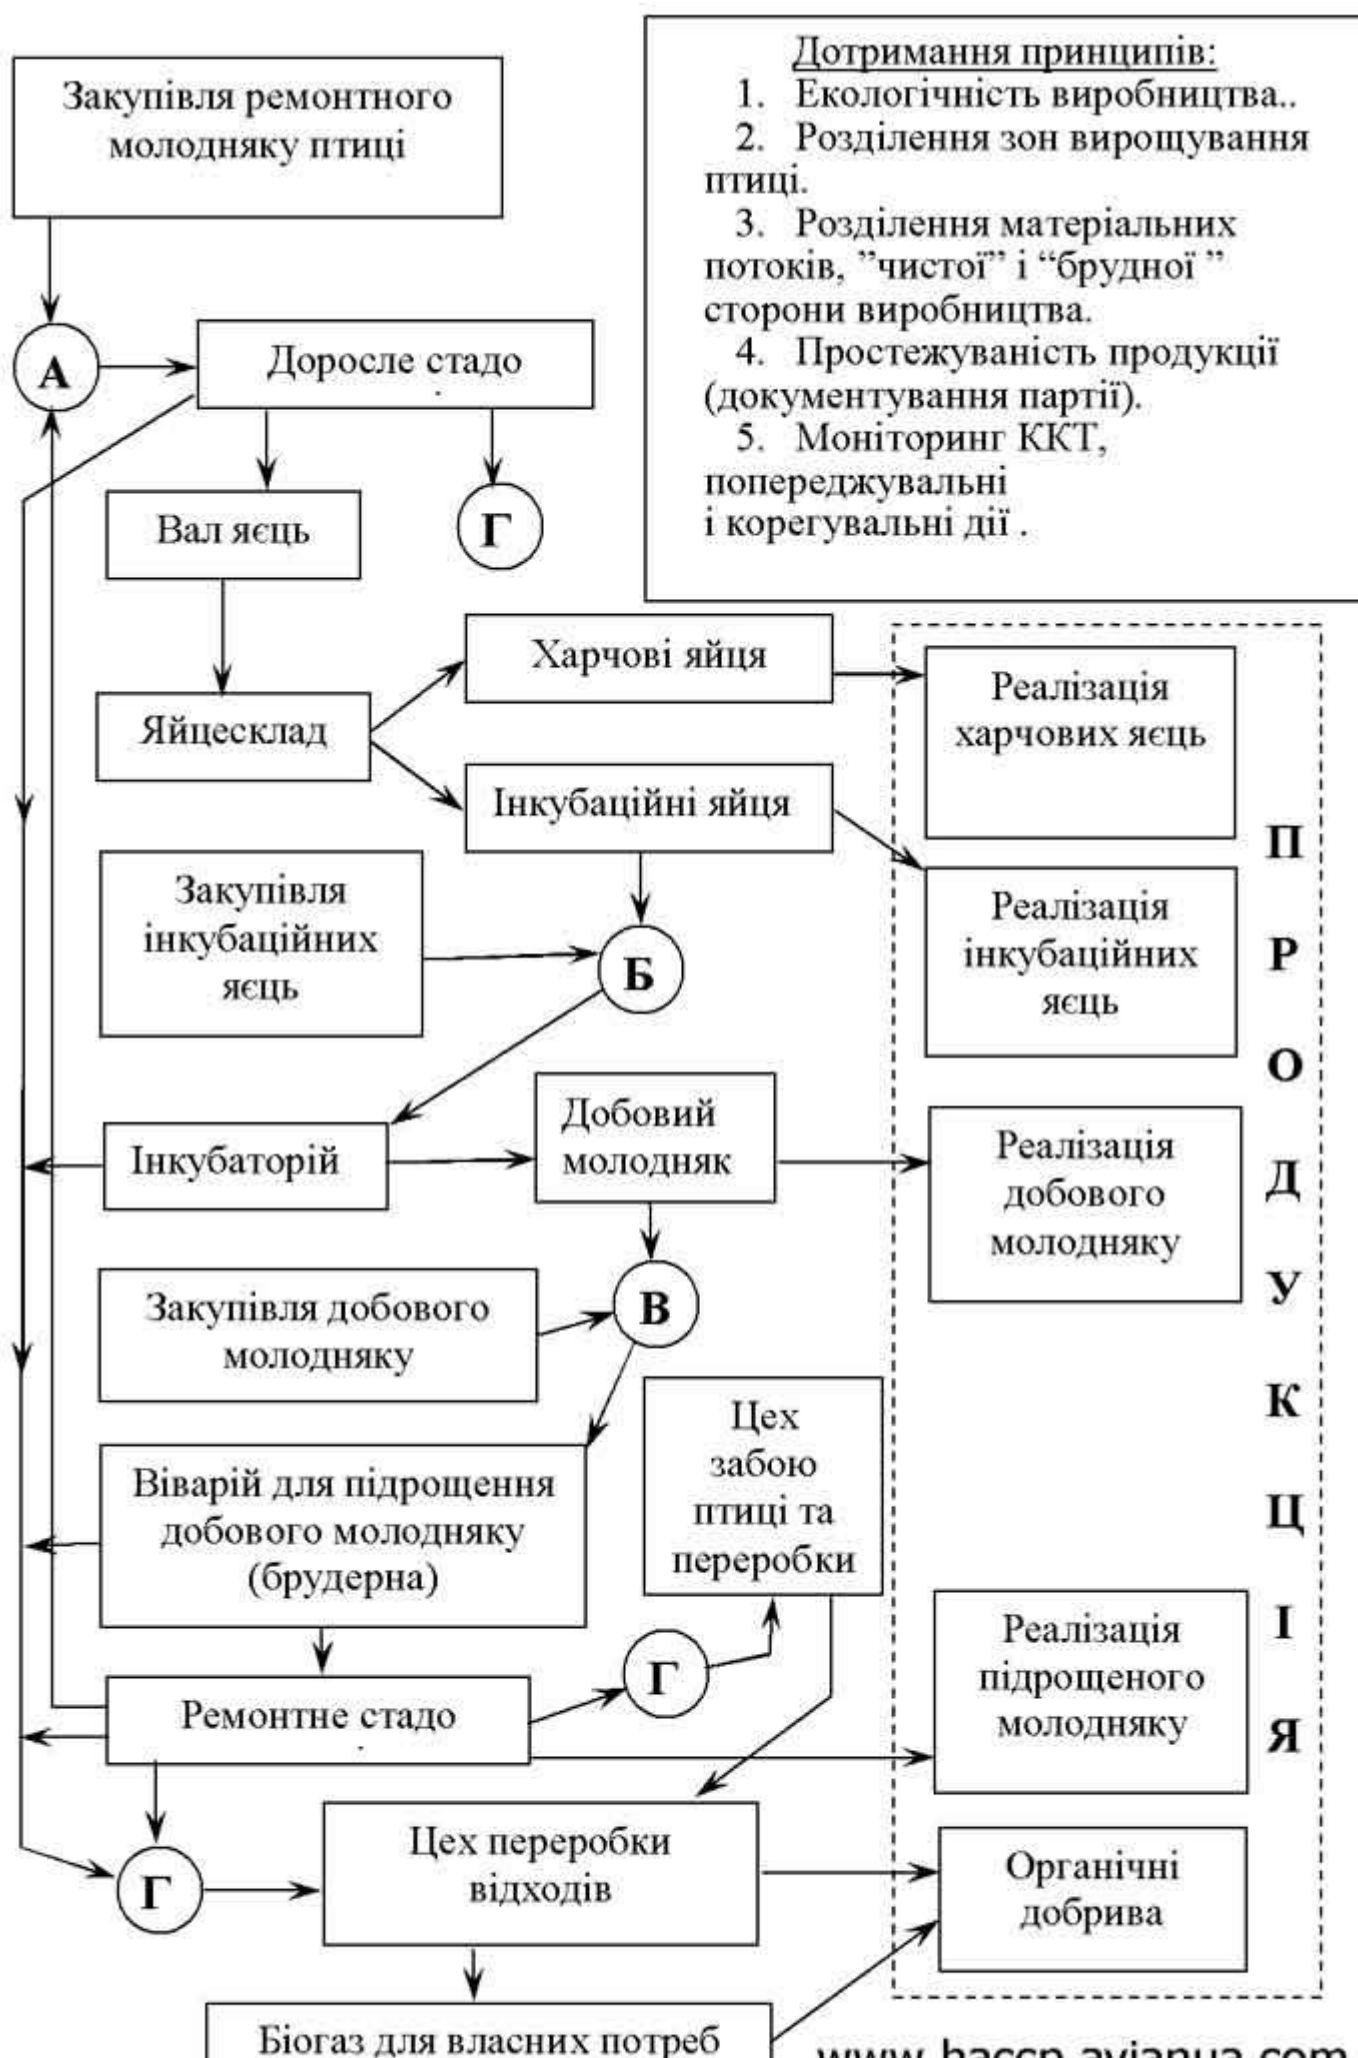 Закупівля ремонтного
молодняку птиці
Дотримання принципів:
1. Екологічність виробництва..
2. Розділення зон вирощування
птиці.
3. Розділення матеріальних
потоків, ”чистої” і “брудної ”
сторони виробництва.
4. Простежуваність продукції
(документування партії).
5. Моніторинг ККТ,
попереджувальні
і корегувальні дії .
А
Доросле стадо
Вал яєць
Г
Яйцесклад
Харчові яйця
Реалізація
харчових яєць
Інкубаційні яйця
Закупівля
інкубаційних
яєць
Б
Реалізація
інкубаційних
яєць
Інкубаторій
Добовий
молодняк
Реалізація
добового
молодняку
Закупівля добового
молодняку
В
Віварій для підрощення
добового молодняку
(брудерна)
Цех
забою
птиці та
переробки
Ремонтне стадо
Г
Реалізація
підрощеного
молодняку
Г
Цех переробки
відходів
Органічні
добрива
Біогаз для власних потреб
П
Р
О
Д
У
К
Ц
І
Я
www.haccp.avianua.com